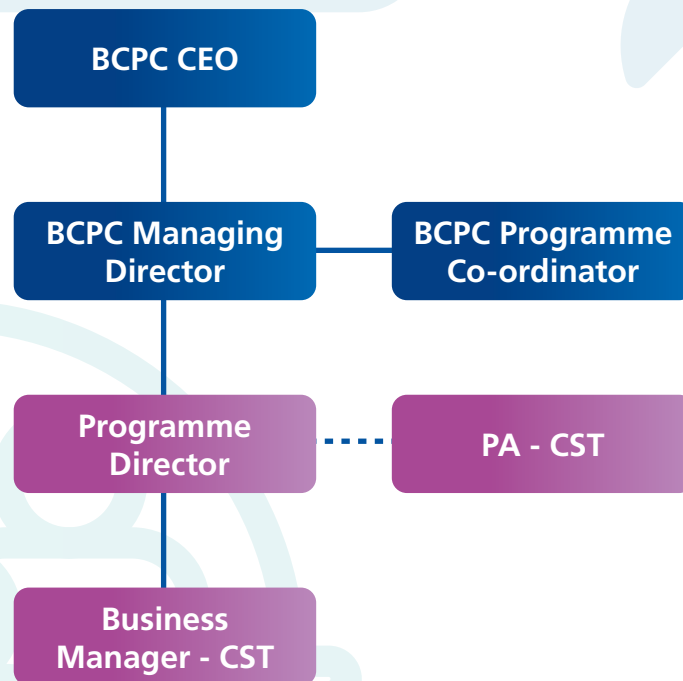 BCPC CEO
BCPC Managing
Director
BCPC Programme
Co-ordinator
Programme
Director
PA - CST
Business
Manager - CST